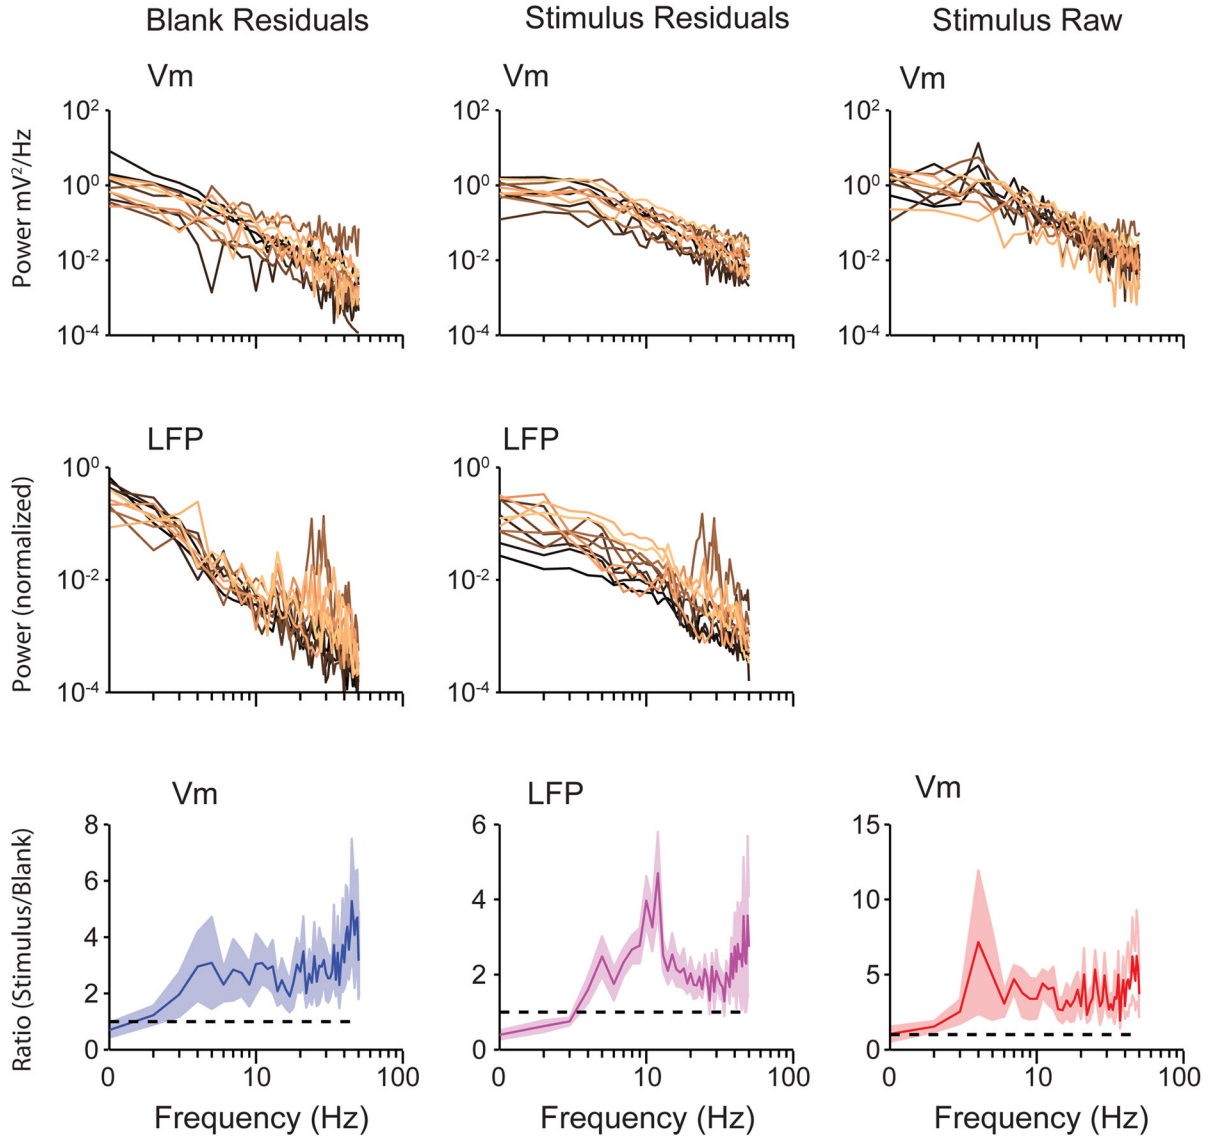 Blank Residuals Stimulus Residuals Stimulus Raw
Vm Vm Vm
Power mV²/Hz
10² 10² 10²
10⁰ 10⁰ 10⁰
10⁻² 10⁻² 10⁻²
10⁻⁴ 10⁻⁴ 10⁻⁴
LFP LFP
Power (normalized)
10⁰ 10⁰
10⁻² 10⁻²
10⁻⁴ 10⁻⁴
Vm LFP Vm
Ratio (Stimulus/Blank)
8 6 15
6
4 10
4
2 5
2
0 0 0
0 10 100 0 10 100 0 10 100
Frequency (Hz) Frequency (Hz) Frequency (Hz)